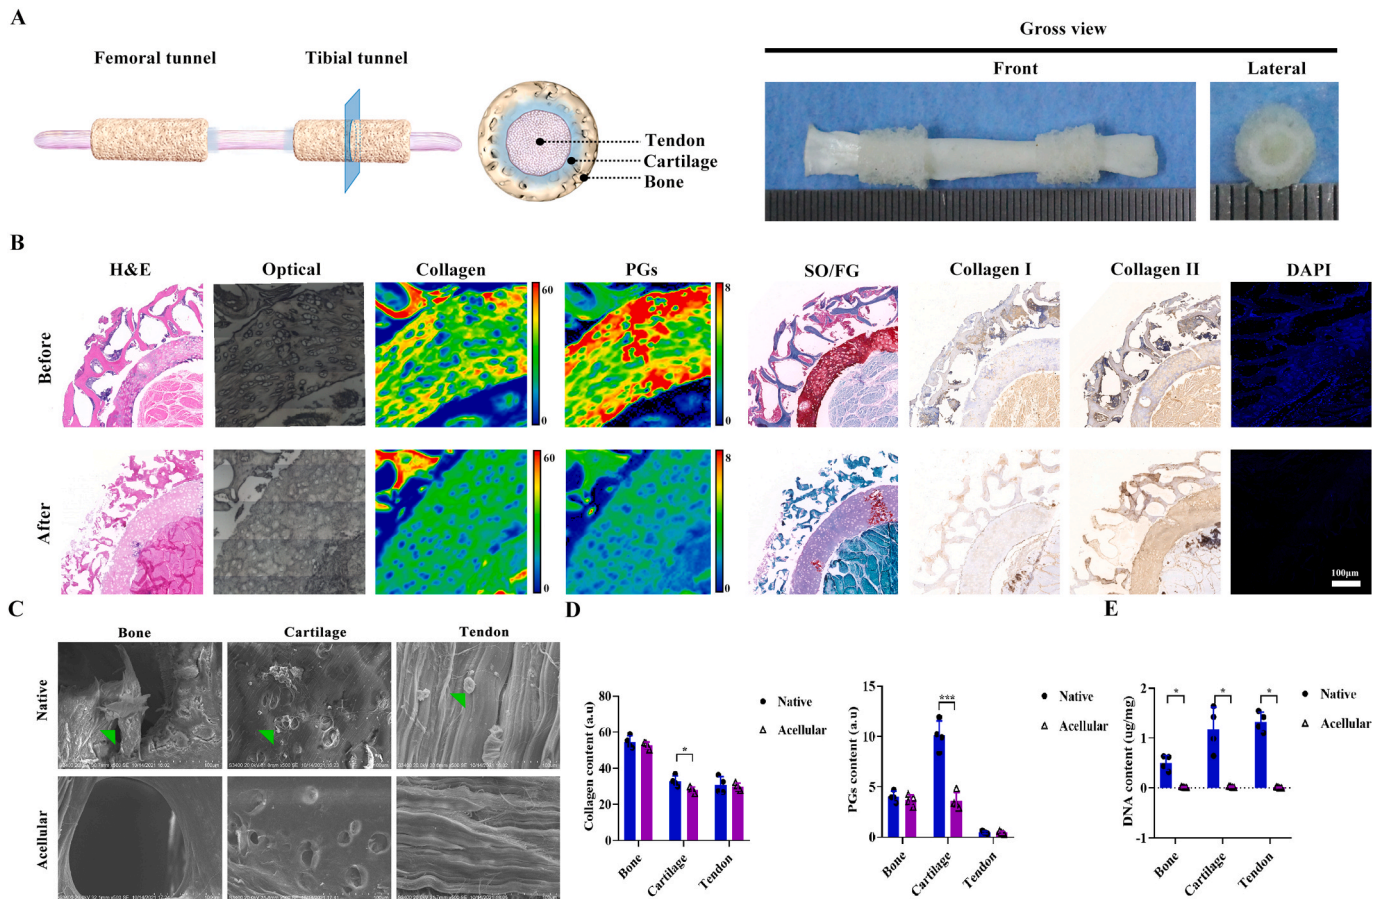 A
Gross view
Femoral tunnel
Tibial tunnel
Front
Lateral
Tendon
Cartilage
Bone
B
H&E
Optical
Collagen
PGs
SO/FG
Collagen I
Collagen II
DAPI
Before
60
0
8
0
After
60
0
8
0
100μm
C
Bone
Cartilage
Tendon
Native
Acellular
D
Collagen content (a.u)
80
60
40
20
0
*
Bone
Cartilage
Tendon
Native
Acellular
PGs content (a.u)
15
10
5
0
***
Bone
Cartilage
Tendon
Native
Acellular
E
DNA content (ug/mg)
2
1
0
-1
*
*
*
Bone
Cartilage
Tendon
Native
Acellular